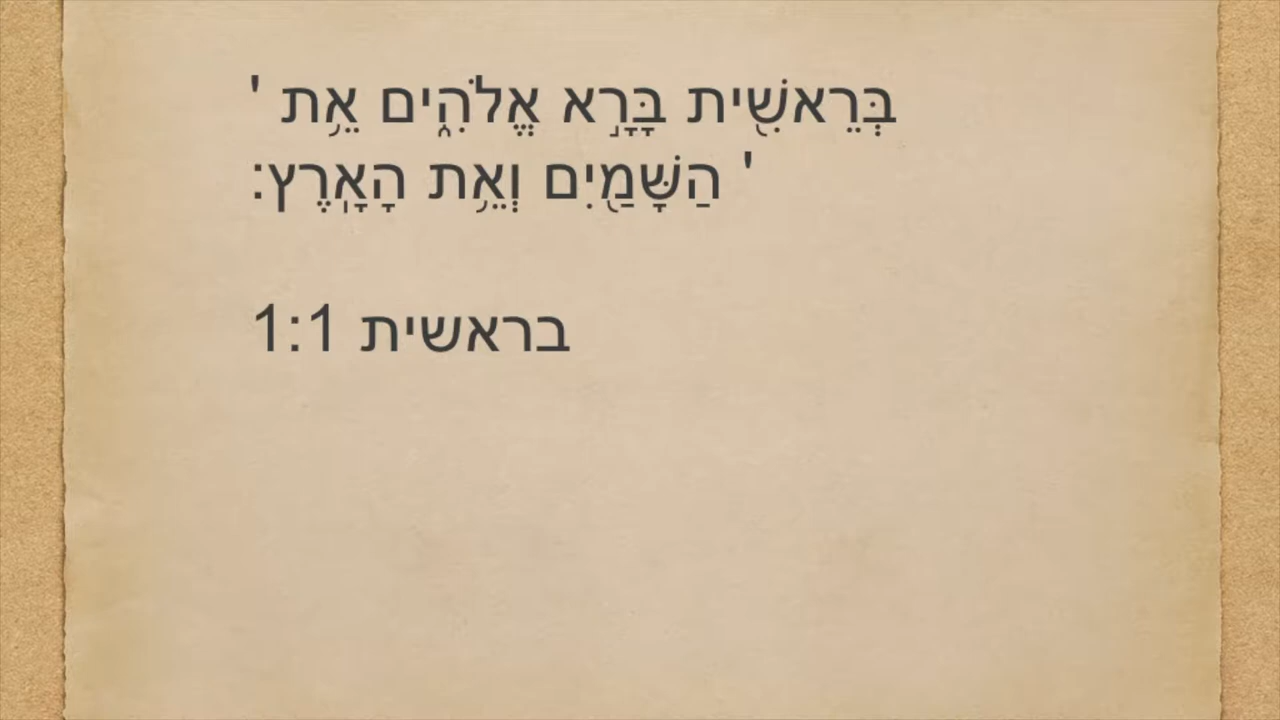 ' בְּרֵאשִׁ֖ית בָּרָ֣א אֱלֹהִ֑ים אֵ֥ת
הַשָּׁמַ֖יִם וְאֵ֥ת הָאָֽרֶץ׃ '
בראשית 1:1